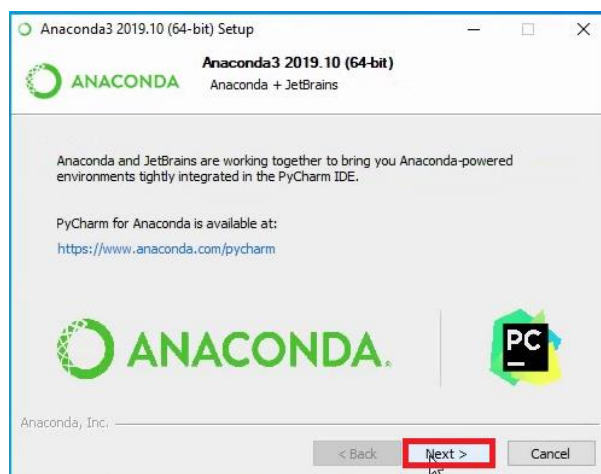 Anaconda3 2019.10 (64-bit) Setup
ANACONDA
Anaconda3 2019.10 (64-bit)
Anaconda + JetBrains
Anaconda and JetBrains are working together to bring you Anaconda-powered
environments tightly integrated in the PyCharm IDE.
PyCharm for Anaconda is available at:
https://www.anaconda.com/pycharm
ANACONDA®
PC
Anaconda, Inc.
< Back Next > Cancel